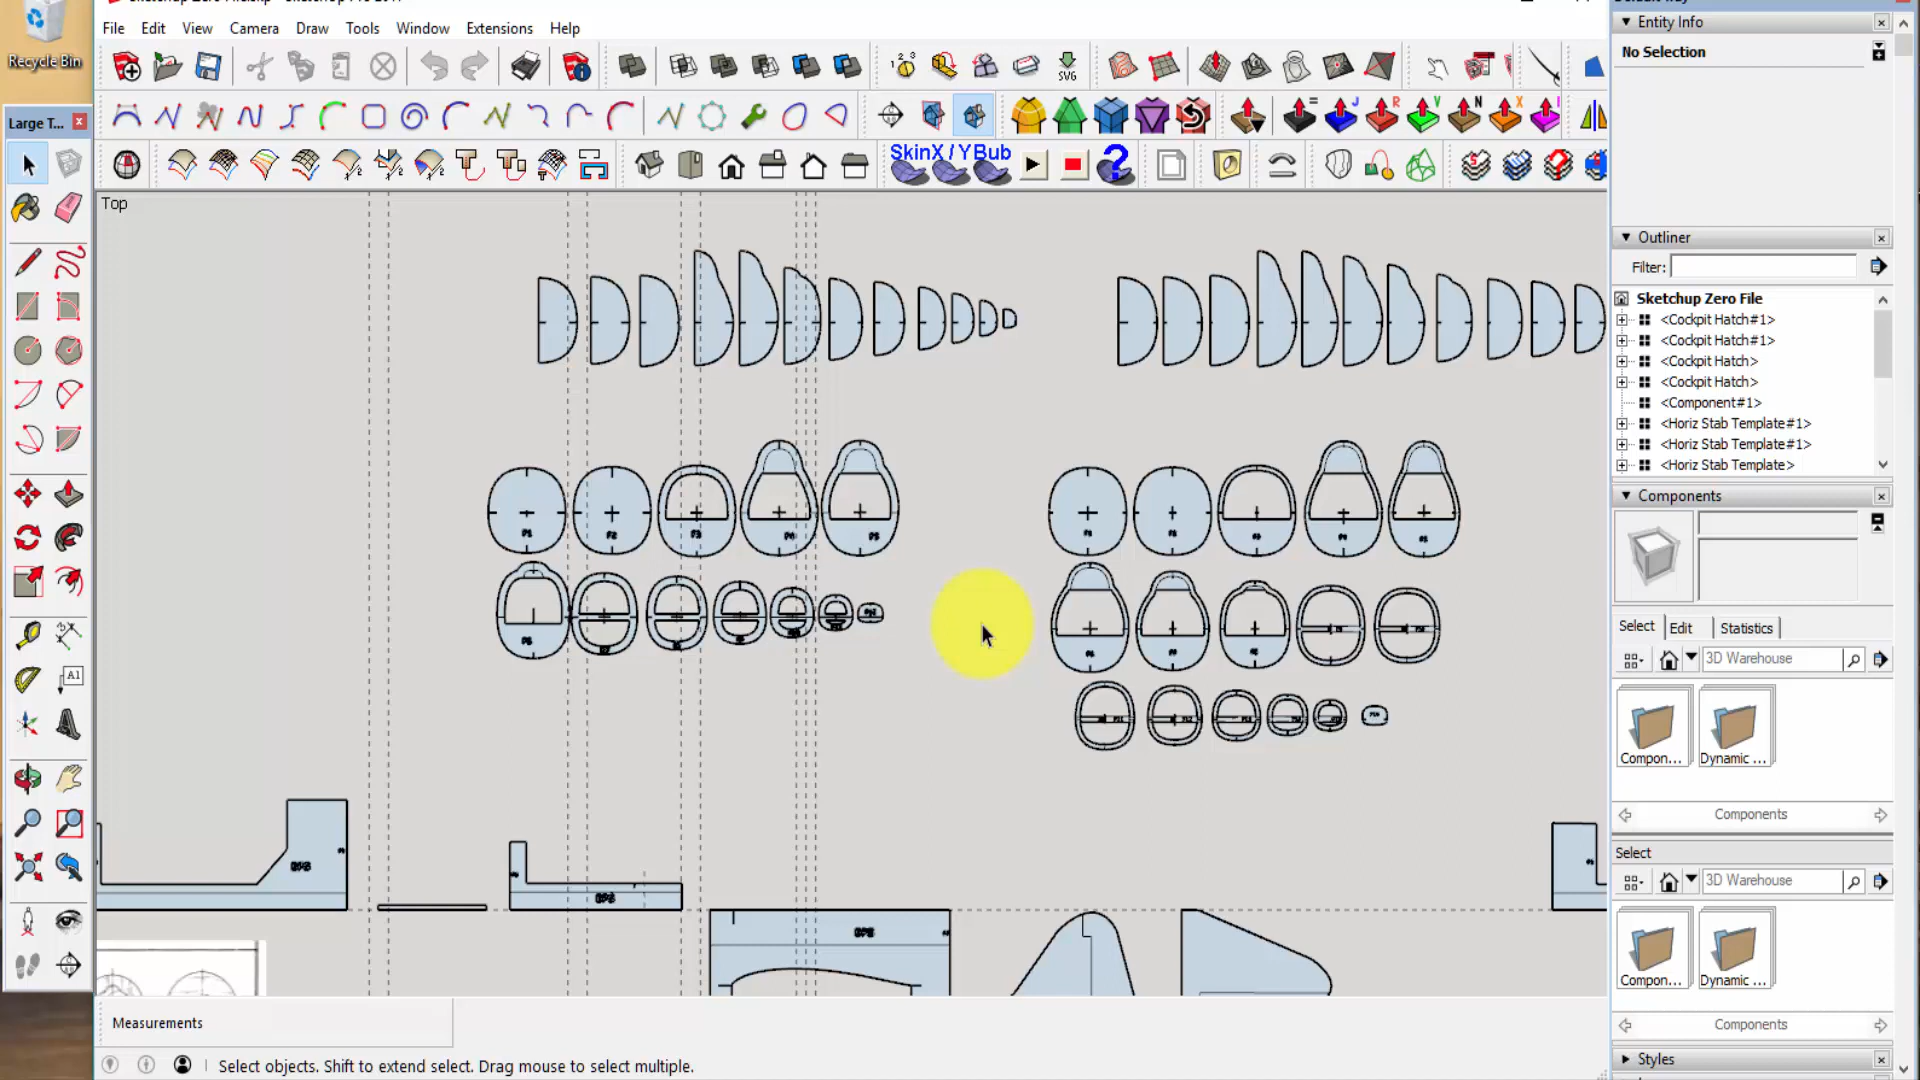 File Edit View Camera Draw Tools Window Extensions Help
Entity Info
No Selection
Recycle Bin
Large T...
SVG
= J R V N X I
SkinX / YBub
Top
Outliner
Filter:
Sketchup Zero File
<Cockpit Hatch#1>
<Cockpit Hatch#1>
<Cockpit Hatch>
<Cockpit Hatch>
<Component#1>
<Horiz Stab Template#1>
<Horiz Stab Template#1>
<Horiz Stab Template>
Components
Select Edit Statistics
3D Warehouse
Compon... Dynamic ...
Components
Select
3D Warehouse
Compon... Dynamic ...
Components
Styles
A1
Measurements
Select objects. Shift to extend select. Drag mouse to select multiple.